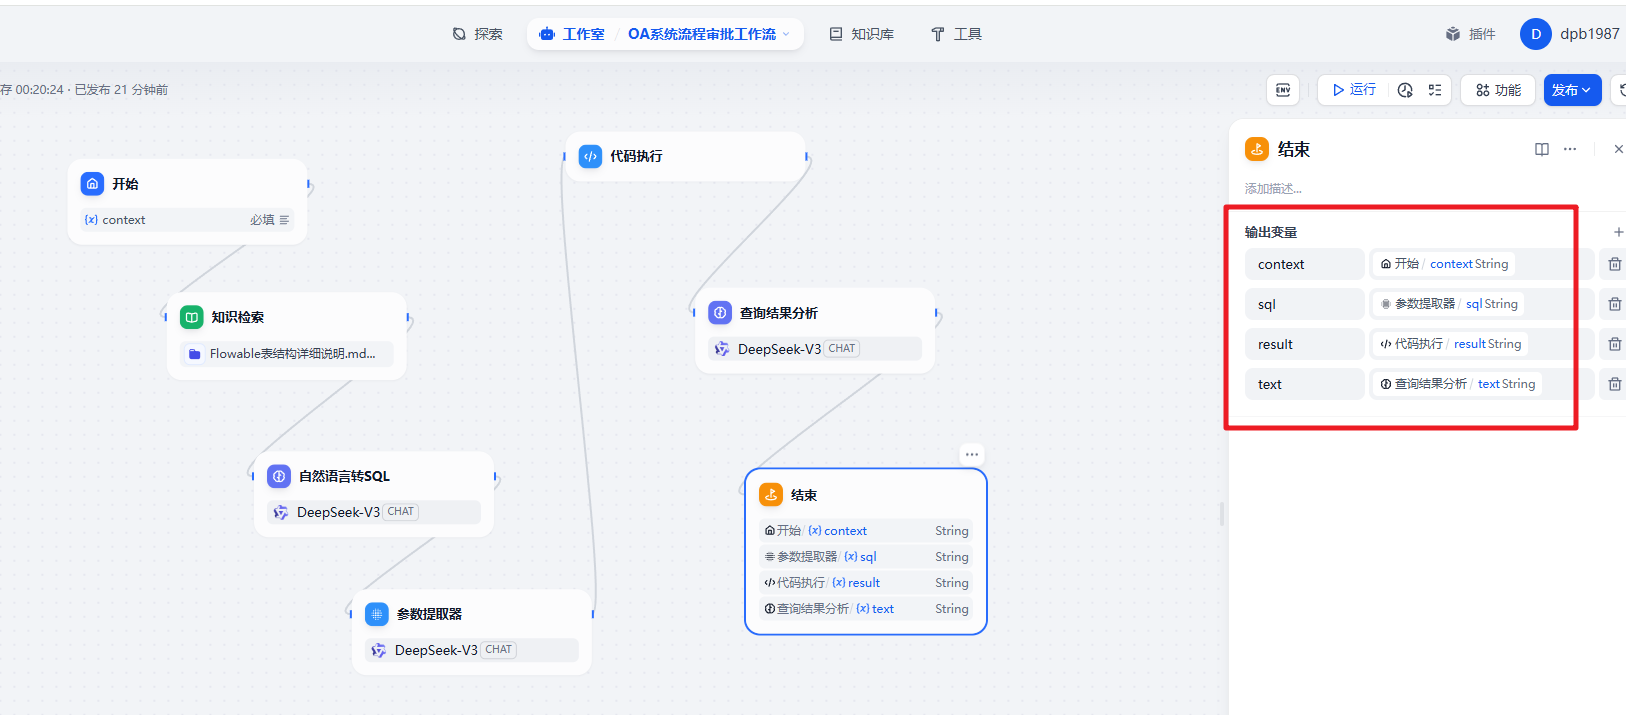 探索
工作室 / OA系统流程审批工作流
知识库
工具
插件
D dpb1987
存 00:20:24 · 已发布 21 分钟前
ENV
运行
功能
发布
开始
{x} context 必填
知识检索
Flowable表结构详细说明.md...
自然语言转SQL
DeepSeek-V3 CHAT
参数提取器
DeepSeek-V3 CHAT
代码执行
查询结果分析
DeepSeek-V3 CHAT
结束
开始/{x} context String
参数提取器/{x} sql String
代码执行/{x} result String
查询结果分析/{x} text String
结束
添加描述...
输出变量
context 开始/ context String
sql 参数提取器/ sql String
result 代码执行/ result String
text 查询结果分析/ text String